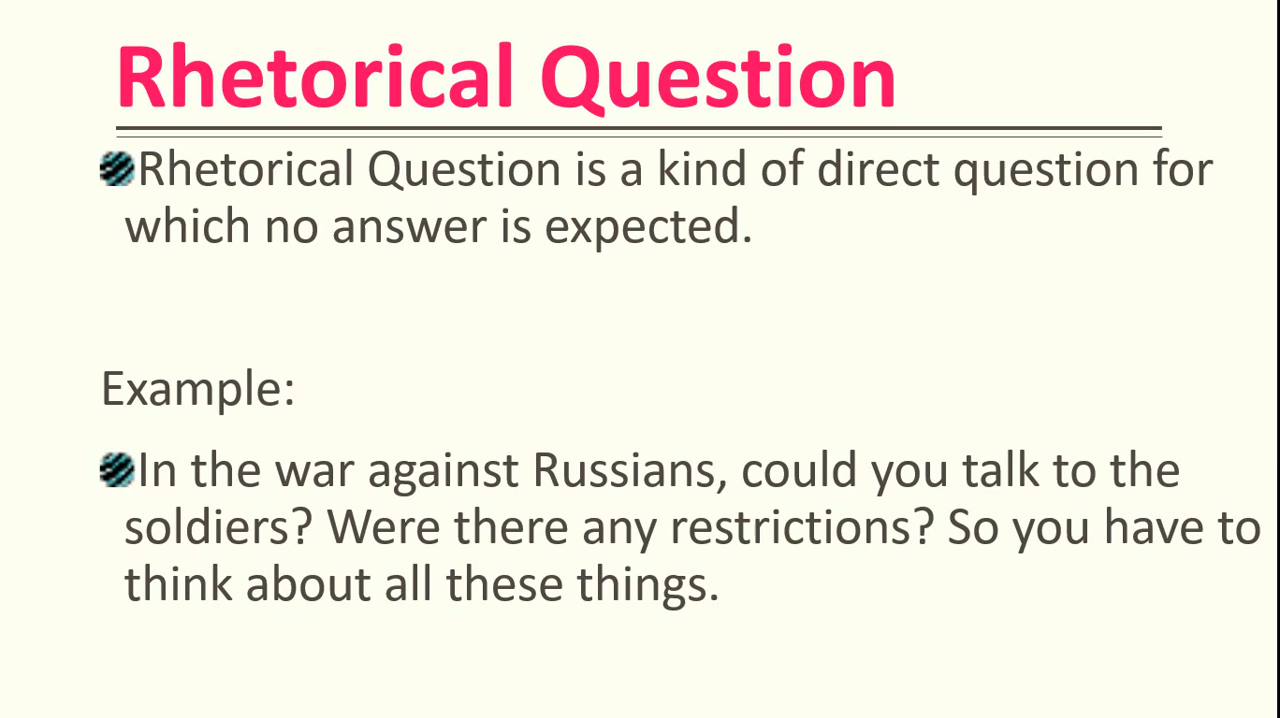 Rhetorical Question
Rhetorical Question is a kind of direct question for
which no answer is expected.
Example:
In the war against Russians, could you talk to the
soldiers? Were there any restrictions? So you have to
think about all these things.